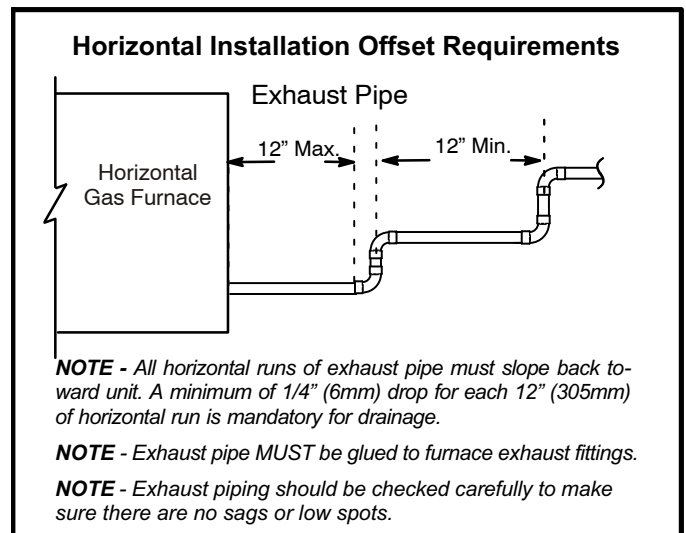 Horizontal Installation Offset Requirements
Exhaust Pipe
12” Max.
12” Min.
Horizontal
Gas Furnace
NOTE - All horizontal runs of exhaust pipe must slope back to-
ward unit. A minimum of 1/4” (6mm) drop for each 12” (305mm)
of horizontal run is mandatory for drainage.
NOTE - Exhaust pipe MUST be glued to furnace exhaust fittings.
NOTE - Exhaust piping should be checked carefully to make
sure there are no sags or low spots.